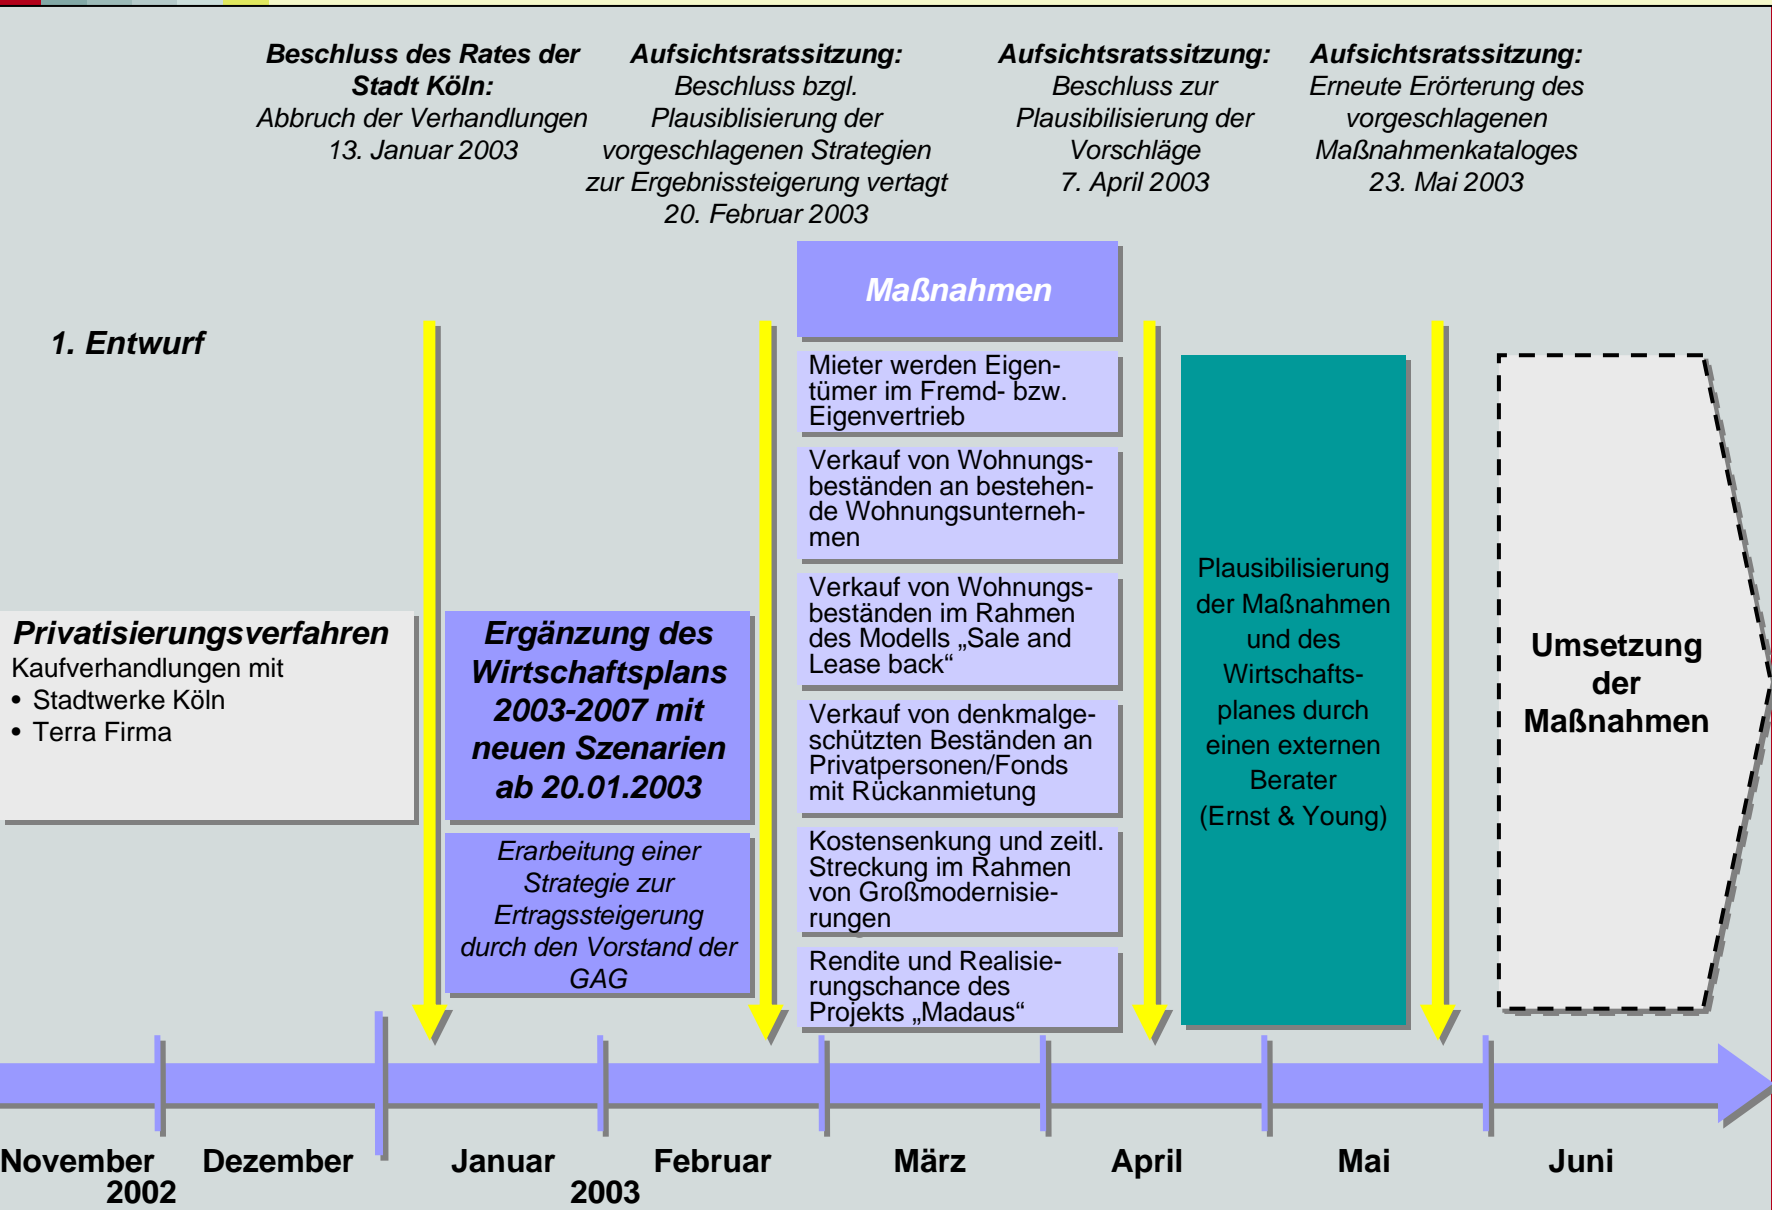 Beschluss des Rates der
Stadt Köln:
Abbruch der Verhandlungen
13. Januar 2003
Aufsichtsratssitzung:
Beschluss bzgl.
Plausiblisierung der
vorgeschlagenen Strategien
zur Ergebnissteigerung vertagt
20. Februar 2003
Aufsichtsratssitzung:
Beschluss zur
Plausibilisierung der
Vorschläge
7. April 2003
Aufsichtsratssitzung:
Erneute Erörterung des
vorgeschlagenen
Maßnahmenkataloges
23. Mai 2003
1. Entwurf
Privatisierungsverfahren
Kaufverhandlungen mit
• Stadtwerke Köln
• Terra Firma
Ergänzung des
Wirtschaftsplans
2003-2007 mit
neuen Szenarien
ab 20.01.2003
Erarbeitung einer
Strategie zur
Ertragssteigerung
durch den Vorstand der
GAG
Maßnahmen
Mieter werden Eigen-
tümer im Fremd- bzw.
Eigenvertrieb
Verkauf von Wohnungs-
beständen an bestehen-
de Wohnungsunterneh-
men
Verkauf von Wohnungs-
beständen im Rahmen
des Modells „Sale and
Lease back“
Verkauf von denkmalge-
schützten Beständen an
Privatpersonen/Fonds
mit Rückanmietung
Kostensenkung und zeitl.
Streckung im Rahmen
von Großmodernisie-
rungen
Rendite und Realisie-
rungschance des
Projekts „Madaus“
Plausibilisierung
der Maßnahmen
und des
Wirtschafts-
planes durch
einen externen
Berater
(Ernst & Young)
Umsetzung
der
Maßnahmen
November Dezember Januar Februar März April Mai Juni
2002 2003